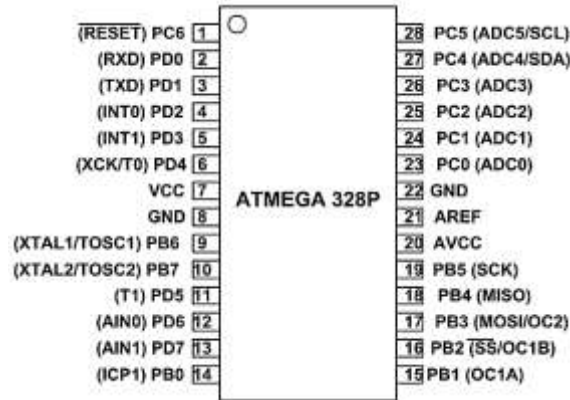 (RESET) PC6 1
(RXD) PD0 2
(TXD) PD1 3
(INT0) PD2 4
(INT1) PD3 5
(XCK/T0) PD4 6
VCC 7
GND 8
(XTAL1/TOSC1) PB6 9
(XTAL2/TOSC2) PB7 10
(T1) PD5 11
(AIN0) PD6 12
(AIN1) PD7 13
(ICP1) PB0 14
ATMEGA 328P
28 PC5 (ADC5/SCL)
27 PC4 (ADC4/SDA)
26 PC3 (ADC3)
25 PC2 (ADC2)
24 PC1 (ADC1)
23 PC0 (ADC0)
22 GND
21 AREF
20 AVCC
19 PB5 (SCK)
18 PB4 (MISO)
17 PB3 (MOSI/OC2)
16 PB2 (SS/OC1B)
15 PB1 (OC1A)